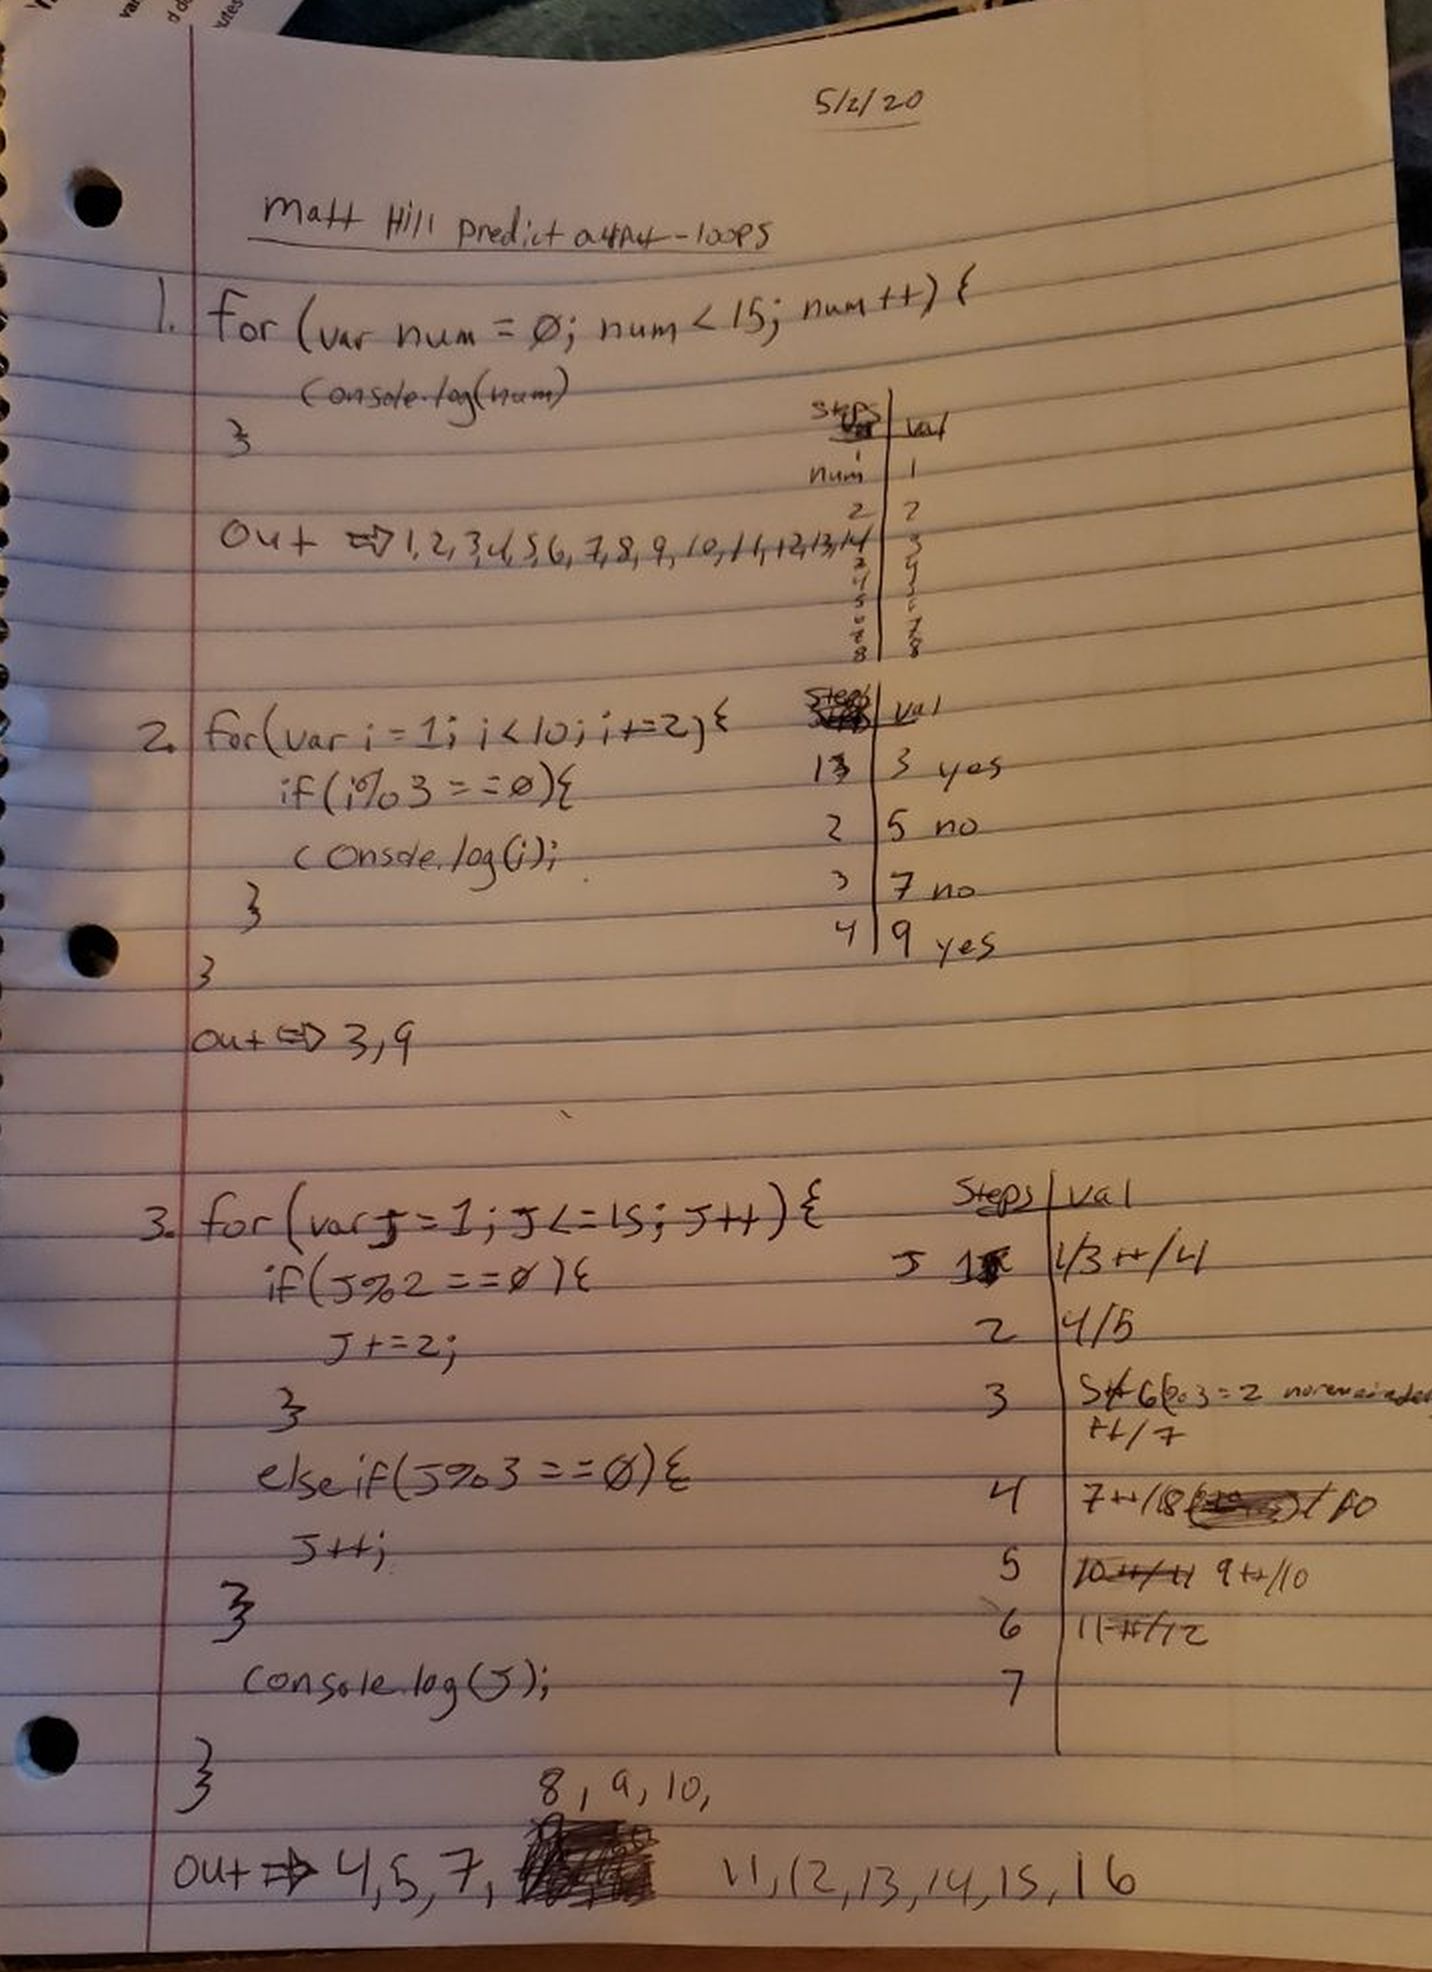 5/2/20
Matt Hill predict - loops
1. for (var num = 0; num < 15; num++) {
console.log(num)
}
Out => 1, 2, 3, 4, 5, 6, 7, 8, 9, 10, 11, 12, 13, 14
steps | val
num 1 | 1
2 | 2
3
3 | 4
4
5
6 | 7
7
8 | 8
2. for(var i = 1; i < 10; i+=2){
if(i%3 == 0){
console.log(i);
}
}
Steps | val
1 | 3 yes
2 | 5 no
3 | 7 no
4 | 9 yes
out => 3, 9
3. for (var J = 1; J <= 15; J++) {
if(J%2 == 0){
J+=2;
}
else if(J%3 == 0){
J++;
}
console.log(J);
}
Steps | val
J 1 | 1/3++/4
2 | 4/5
3 | 5++ 6%3=2 no remainder
++/7
4 | 7++/8 /10
5 | 10++/11 9++/10
6 | 11++/12
7
8, 9, 10,
out => 4, 5, 7, 11, 12, 13, 14, 15, 16